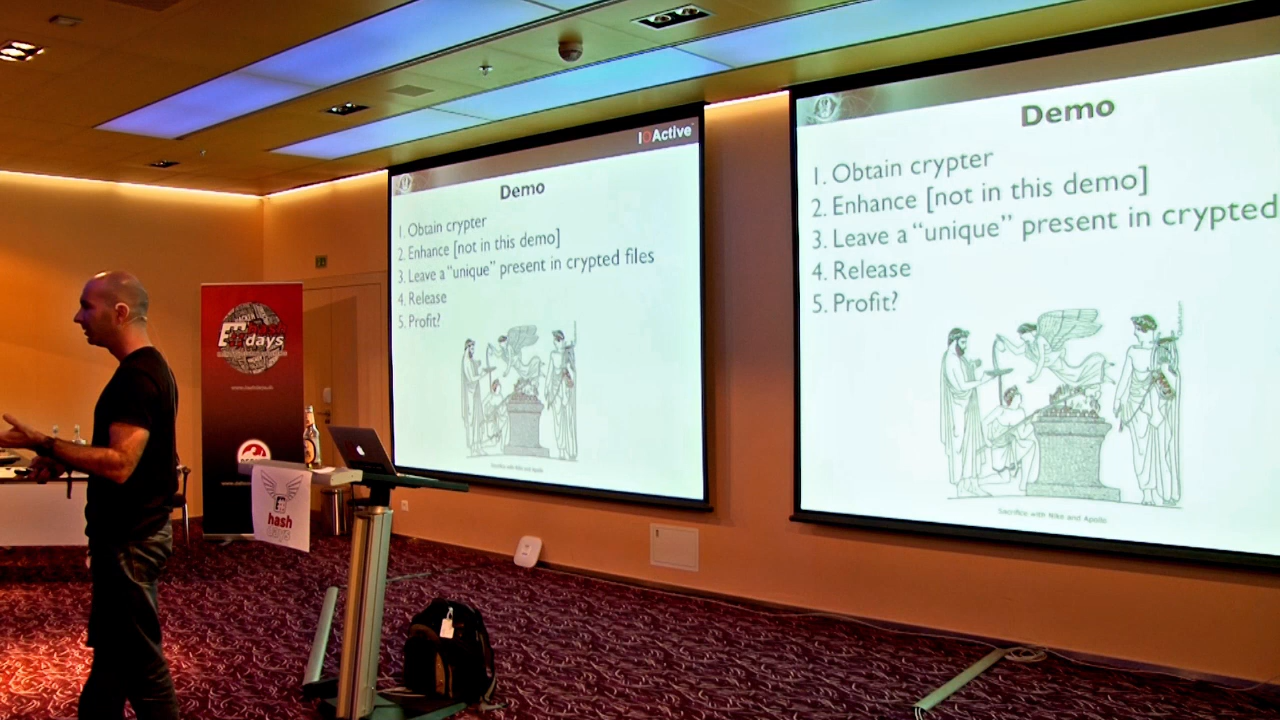 IOActive
Demo
1. Obtain crypter
2. Enhance [not in this demo]
3. Leave a "unique" present in crypted files
4. Release
5. Profit?
Sacrifice with Nike and Apollo
Demo
1. Obtain crypter
2. Enhance [not in this demo]
3. Leave a "unique" present in crypted
4. Release
5. Profit?
Sacrifice with Nike and Apollo
days
hash
days